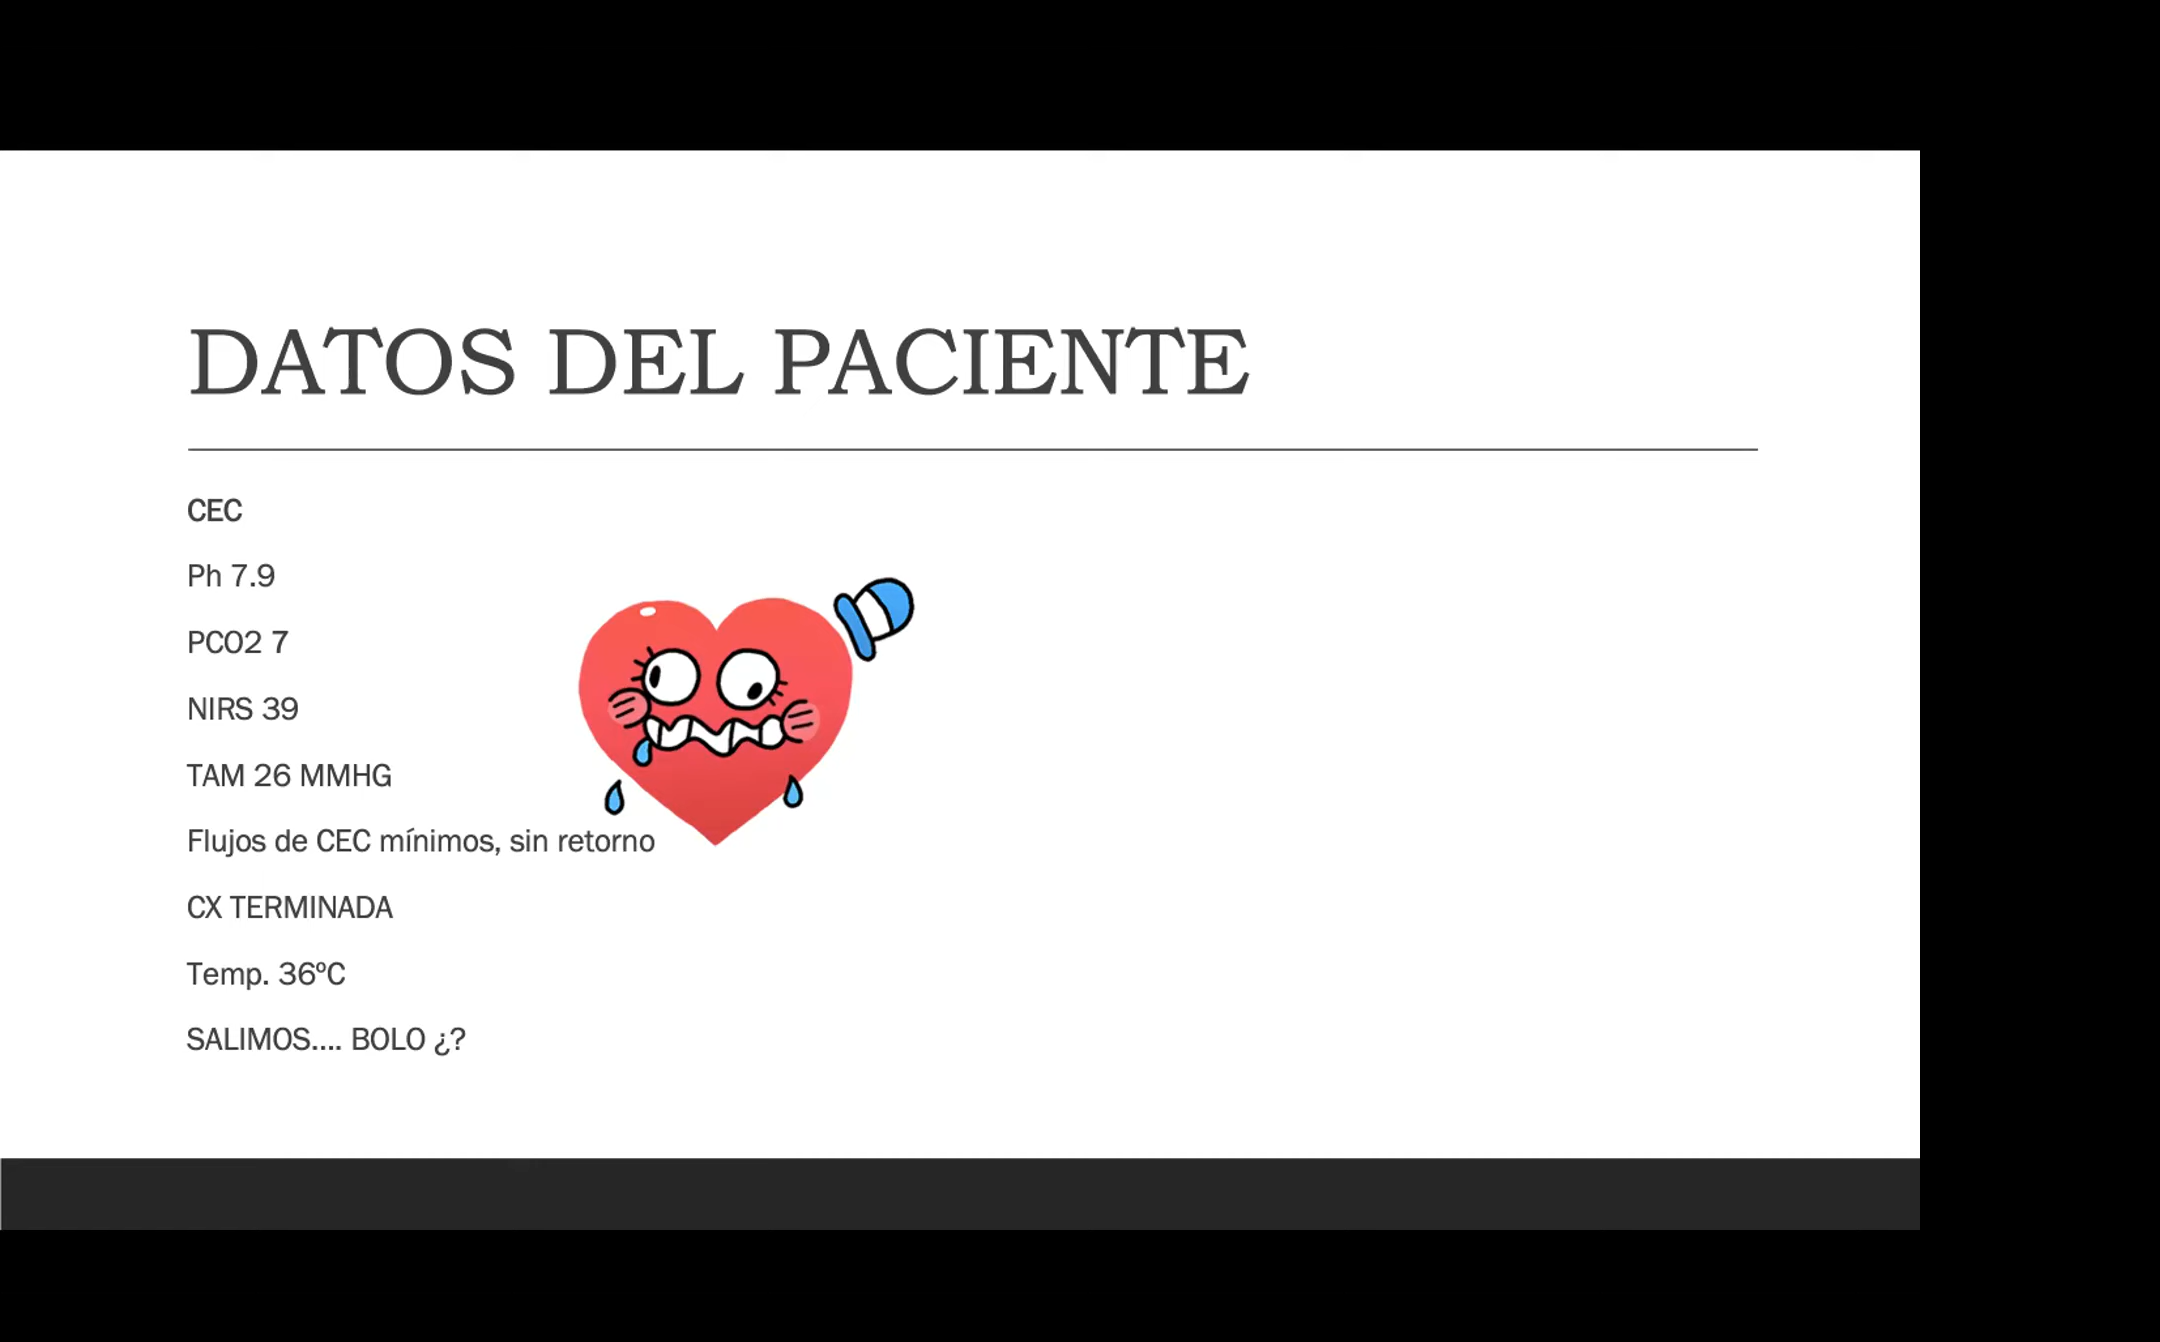 DATOS DEL PACIENTE
CEC
Ph 7.9
PCO2 7
NIRS 39
TAM 26 MMHG
Flujos de CEC mínimos, sin retorno
CX TERMINADA
Temp. 36ºC
SALIMOS.... BOLO ¿?